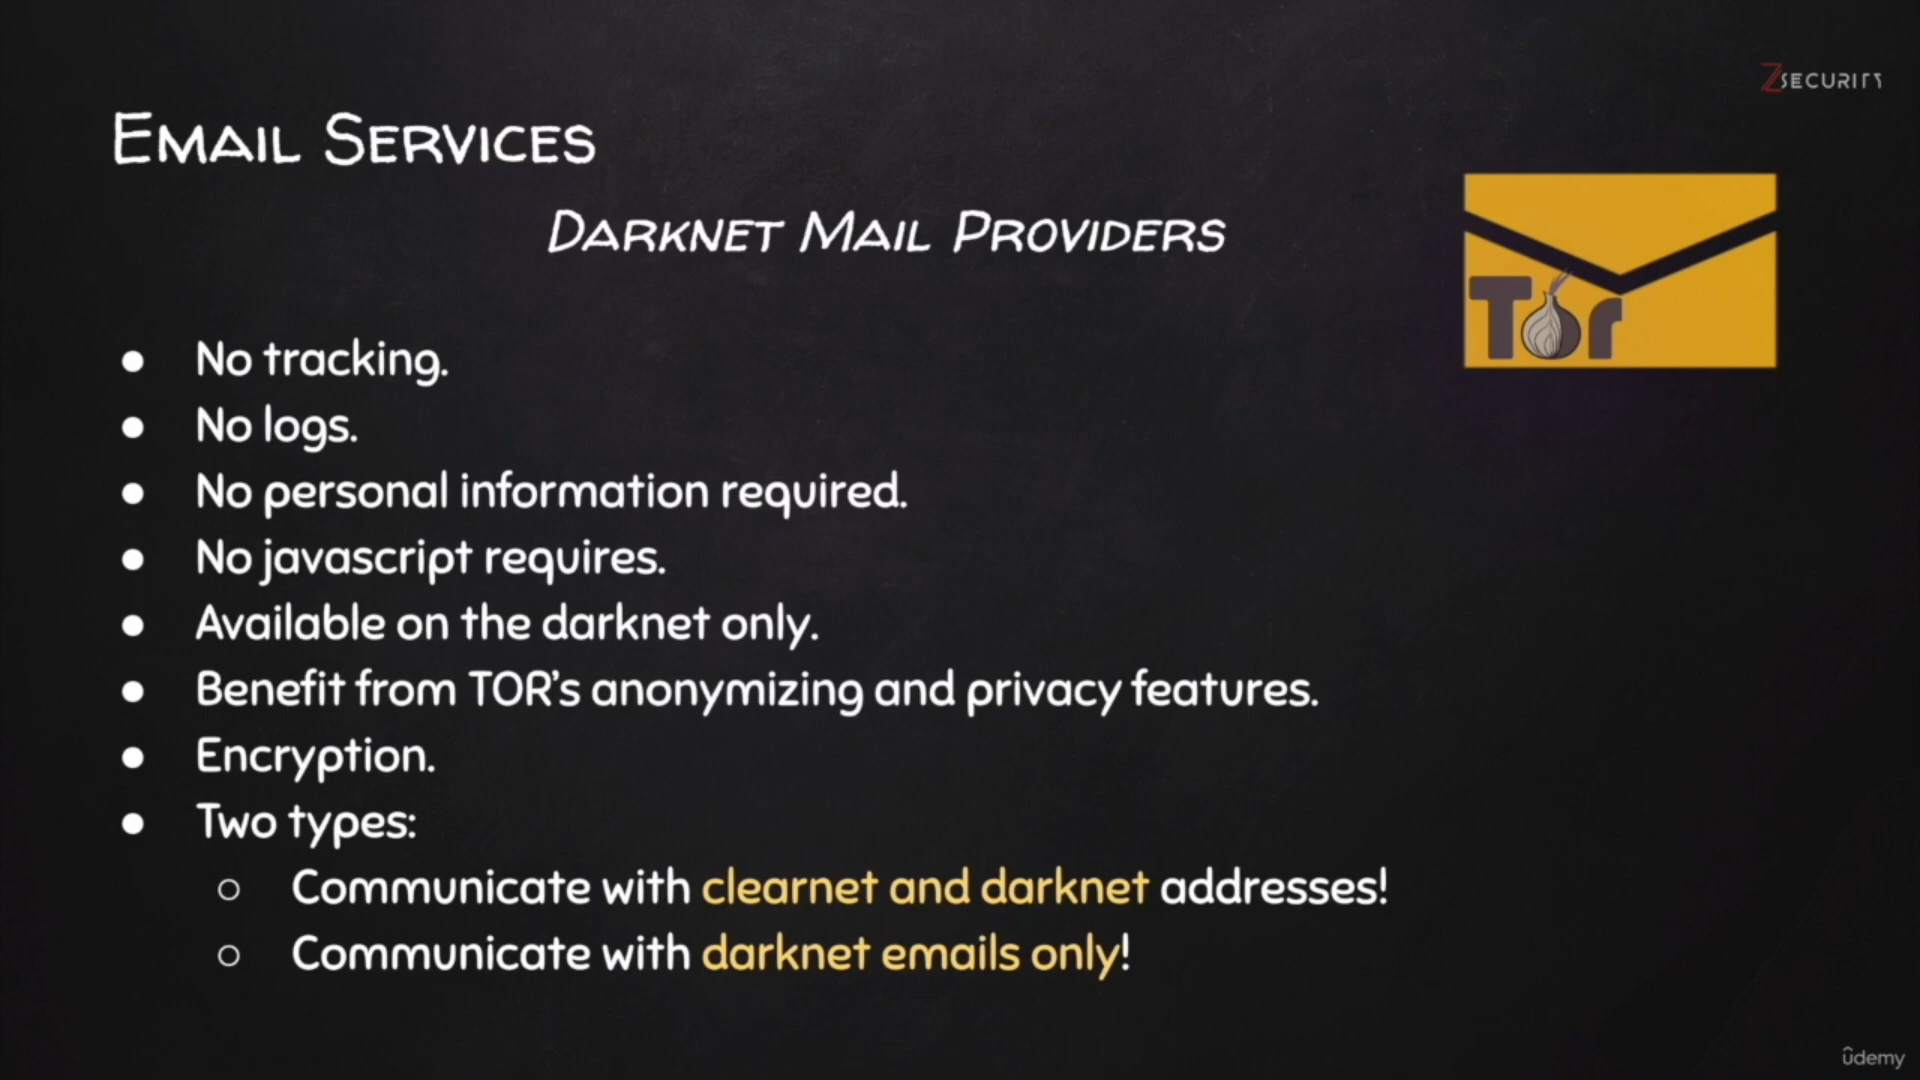 ZSECURITY
EMAIL SERVICES
DARKNET MAIL PROVIDERS
Tor
● No tracking.
● No logs.
● No personal information required.
● No javascript requires.
● Available on the darknet only.
● Benefit from TOR's anonymizing and privacy features.
● Encryption.
● Two types:
○ Communicate with clearnet and darknet addresses!
○ Communicate with darknet emails only!
ûdemy